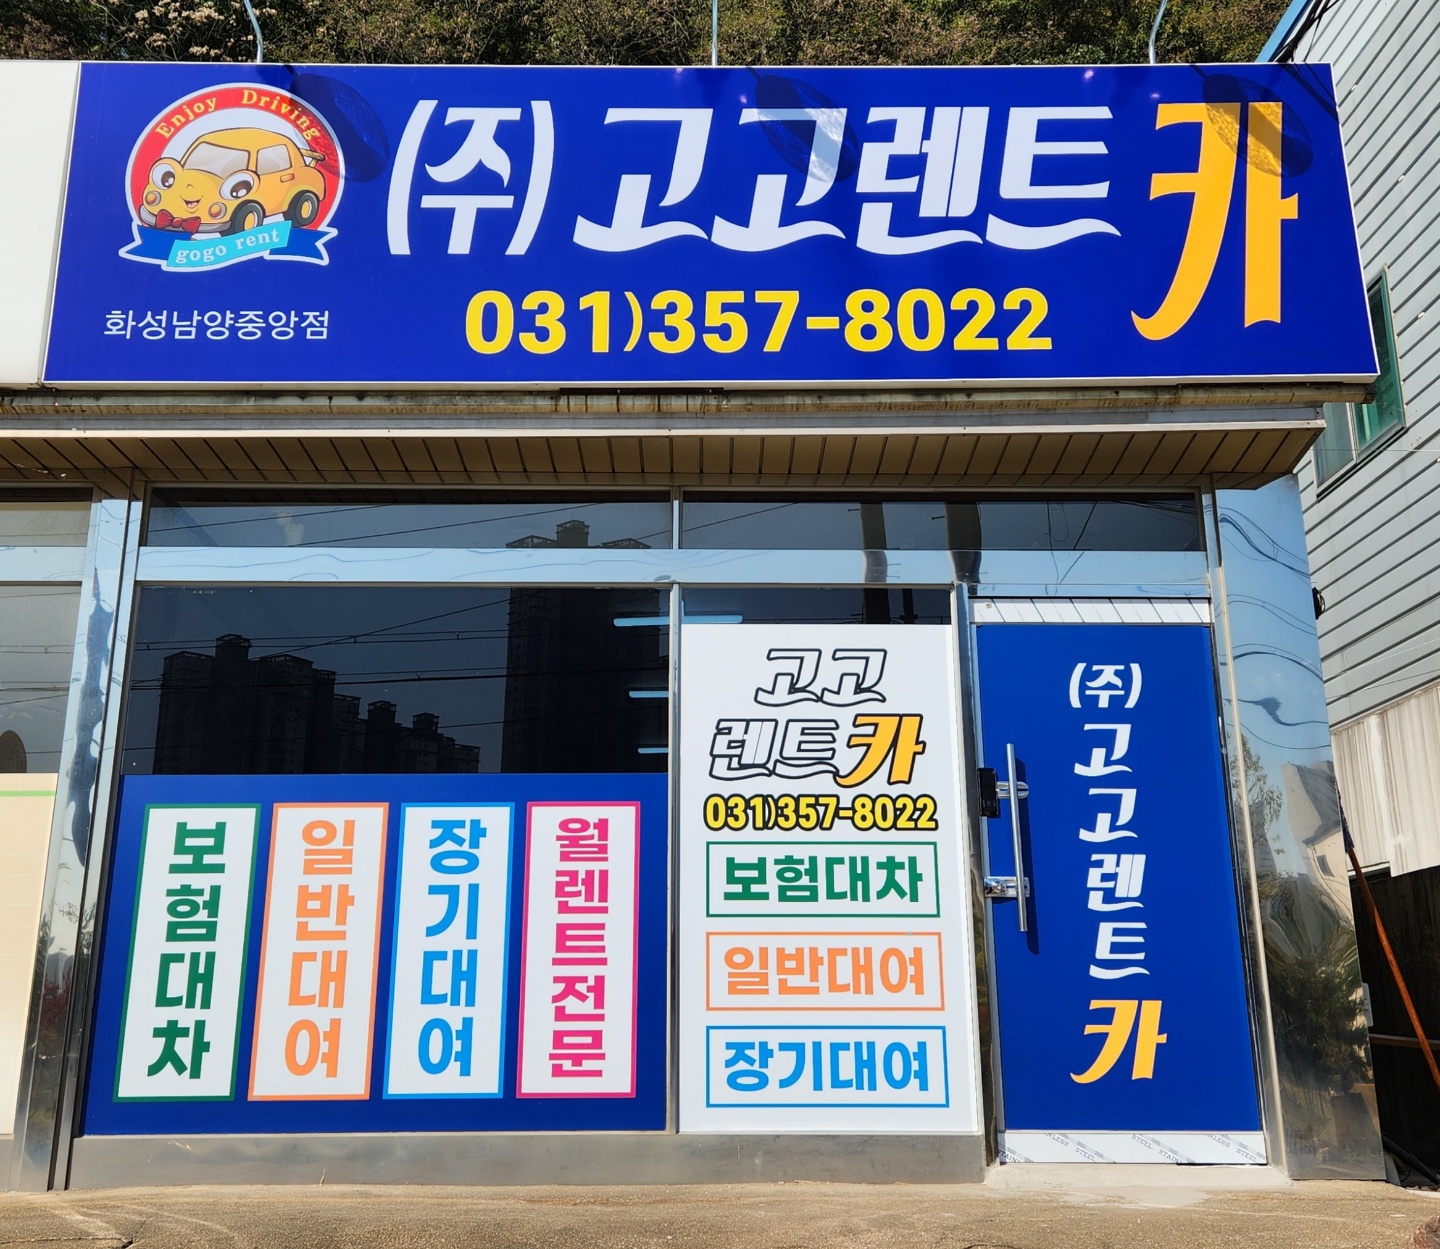 Enjoy Driving
gogo rent
(주)고고렌트카
화성남양중앙점
031)357-8022
보험대차
일반대여
장기대여
월렌트전문
고고
렌트카
031)357-8022
보험대차
일반대여
장기대여
(주)고고렌트카